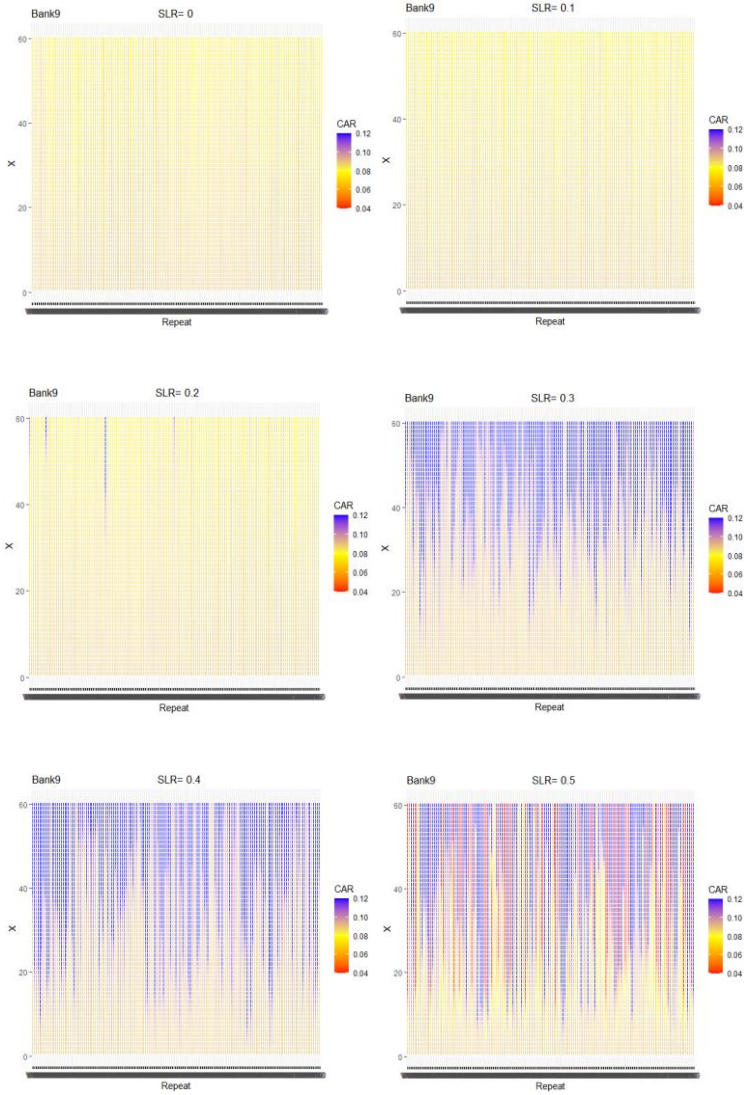 Bank9 SLR= 0
60
40
20
0
X
Repeat
CAR
0.12
0.10
0.08
0.06
0.04
Bank9 SLR= 0.1
60
40
20
0
X
Repeat
CAR
0.12
0.10
0.08
0.06
0.04
Bank9 SLR= 0.2
60
40
20
0
X
Repeat
CAR
0.12
0.10
0.08
0.06
0.04
Bank9 SLR= 0.3
60
40
20
0
X
Repeat
CAR
0.12
0.10
0.08
0.06
0.04
Bank9 SLR= 0.4
60
40
20
0
X
Repeat
CAR
0.12
0.10
0.08
0.06
0.04
Bank9 SLR= 0.5
60
40
20
0
X
Repeat
CAR
0.12
0.10
0.08
0.06
0.04